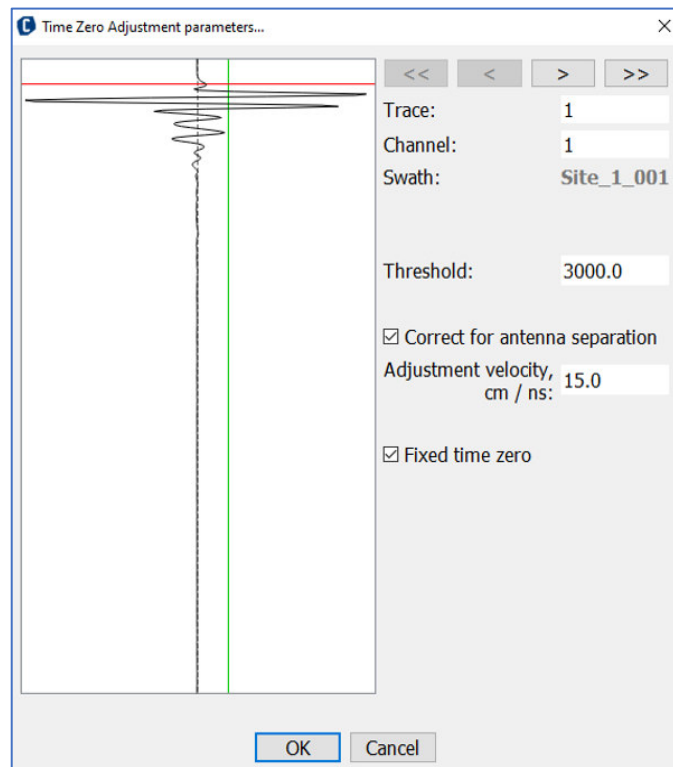 Time Zero Adjustment parameters...
<< < > >>
Trace: 1
Channel: 1
Swath: Site_1_001
Threshold: 3000.0
Correct for antenna separation
Adjustment velocity,
cm / ns: 15.0
Fixed time zero
OK Cancel